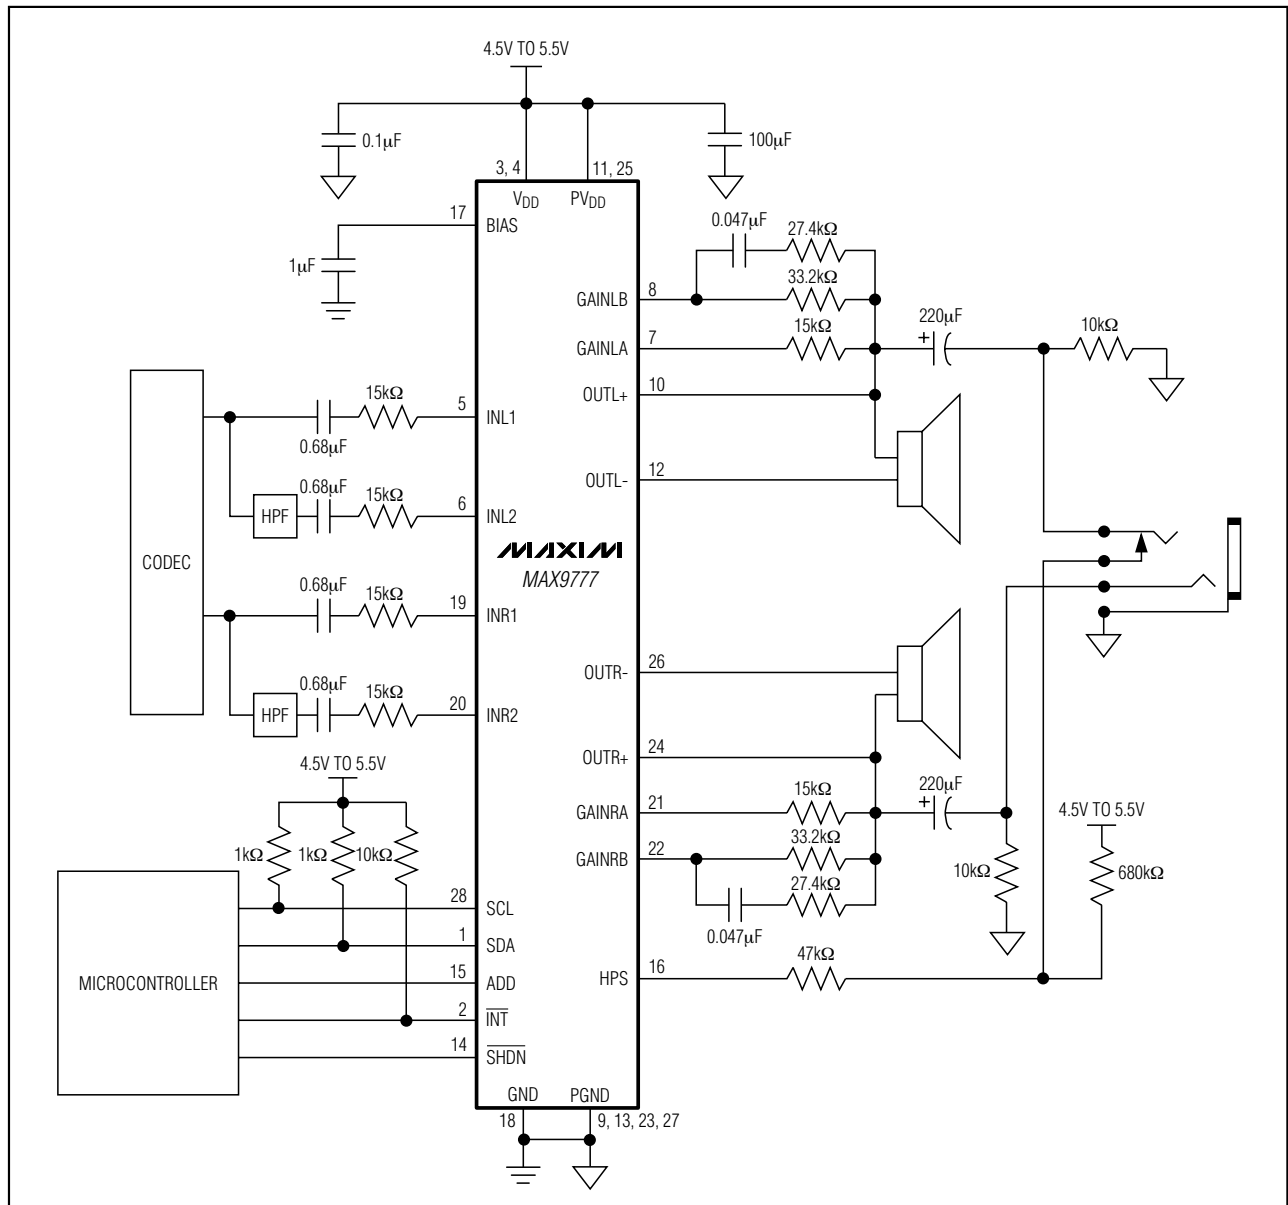 4.5V TO 5.5V
0.1µF
100µF
3, 4
11, 25
VDD
PVDD
17
BIAS
1µF
0.047µF
27.4kΩ
33.2kΩ
GAINLB
8
15kΩ
GAINLA
7
220µF
+
10kΩ
OUTL+
10
OUTL-
12
CODEC
15kΩ
0.68µF
5
INL1
HPF
0.68µF
15kΩ
6
INL2
MAXIM
MAX9777
0.68µF
15kΩ
19
INR1
HPF
0.68µF
15kΩ
20
INR2
OUTR-
26
OUTR+
24
GAINRA
21
15kΩ
220µF
+
GAINRB
22
33.2kΩ
27.4kΩ
0.047µF
10kΩ
4.5V TO 5.5V
680kΩ
HPS
16
47kΩ
4.5V TO 5.5V
1kΩ
1kΩ
10kΩ
MICROCONTROLLER
28
SCL
1
SDA
15
ADD
2
INT
14
SHDN
GND
PGND
18
9, 13, 23, 27